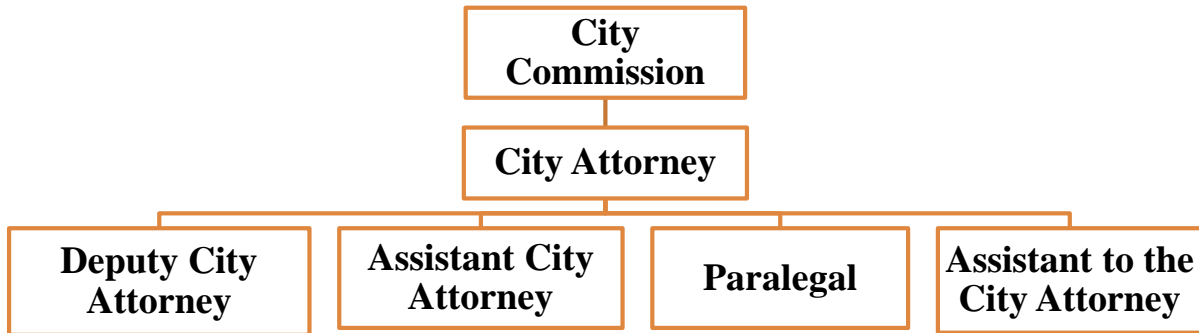 City
Commission
City Attorney
Deputy City
Attorney
Assistant City
Attorney
Paralegal
Assistant to the
City Attorney